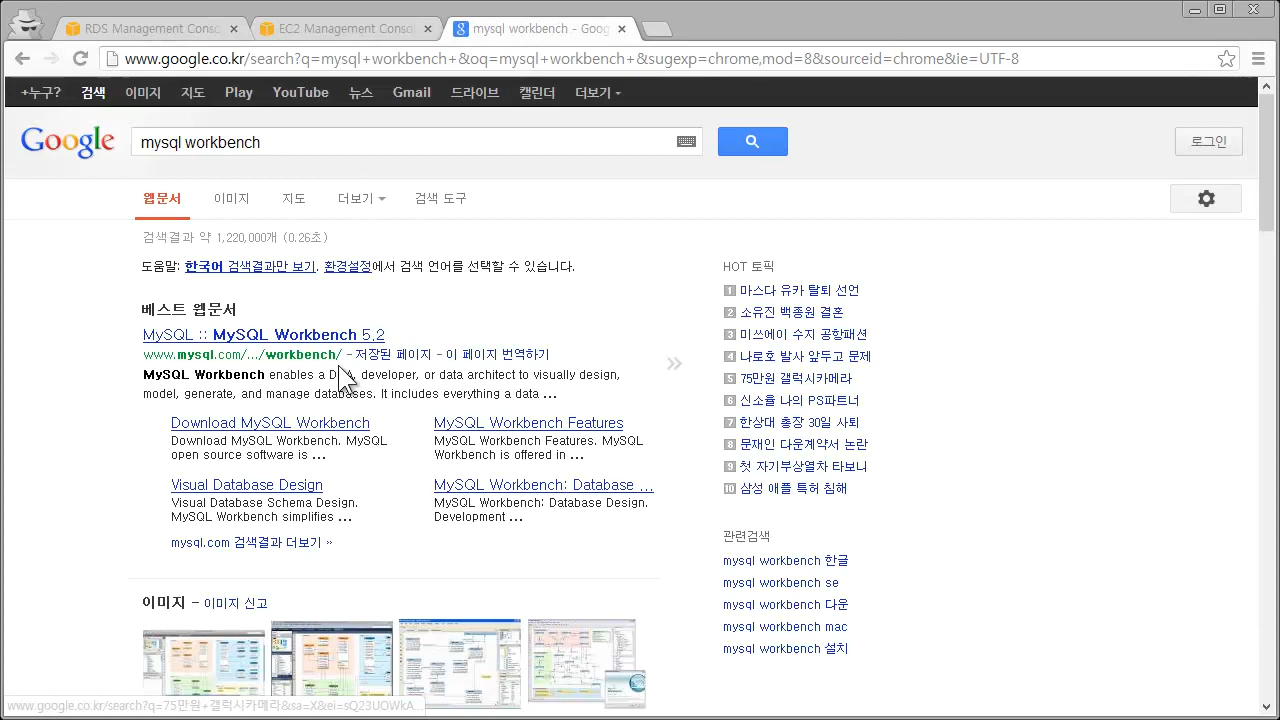 RDS Management Conso
EC2 Management Consol
mysql workbench - Goog
www.google.co.kr/search?q=mysql+workbench+&oq=mysql+workbench+&sugexp=chrome,mod=8&sourceid=chrome&ie=UTF-8
+누구? 검색 이미지 지도 Play YouTube 뉴스 Gmail 드라이브 캘린더 더보기
Google mysql workbench 로그인
웹문서 이미지 지도 더보기 검색 도구
검색결과 약 1,220,000개 (0.26초)
도움말: 한국어 검색결과만 보기. 환경설정에서 검색 언어를 선택할 수 있습니다.
베스트 웹문서
MySQL :: MySQL Workbench 5.2
www.mysql.com/.../workbench/ - 저장된 페이지 - 이 페이지 번역하기
MySQL Workbench enables a developer, or data architect to visually design,
model, generate, and manage databases. It includes everything a data ...
Download MySQL Workbench
Download MySQL Workbench. MySQL
open source software is ...
MySQL Workbench Features
MySQL Workbench Features. MySQL
Workbench is offered in ...
Visual Database Design
Visual Database Schema Design.
MySQL Workbench simplifies ...
MySQL Workbench: Database ...
MySQL Workbench: Database Design.
Development ...
mysql.com 검색결과 더보기 »
이미지 - 이미지 신고
HOT 토픽
1 마스다 유카 탈퇴 선언
2 소유진 백종원 결혼
3 미쓰에이 수지 공항패션
4 나로호 발사 앞두고 문제
5 75만원 갤럭시카메라
6 신소율 나의 PS파트너
7 한상대 총장 30일 사퇴
8 문재인 다운계약서 논란
9 첫 자기부상열차 타보니
10 삼성 애플 특허 침해
관련검색
mysql workbench 한글
mysql workbench se
mysql workbench 다운
mysql workbench mac
mysql workbench 설치
www.google.co.kr/search?q=75만원+갤럭시카메라&sa=X&ei=sQ23UOWkA...